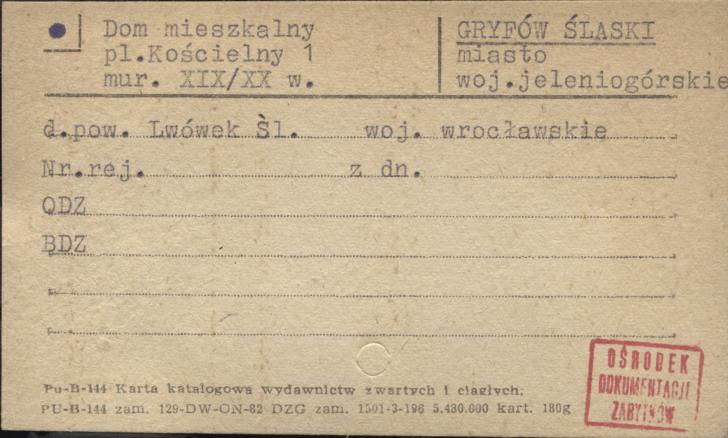 Dom mieszkalny
pl.Kościelny 1
mur. XIX/XX w.
GRYFÓW ŚLASKI
miasto
woj.jeleniogórskie
d.pow. Lwówek Śl. woj. wrocławskie
Nr.rej. z dn.
ODZ
BDZ
Pu-B-144 Karta katalogowa wydawnictw zwartych i ciągłych.
PU-B-144 zam. 129-DW-ON-82 DZG zam. 1501-3-196 5.430.000 kart. 180g
OŚRODEK
DOKUMENTACJI
ZABYTKÓW